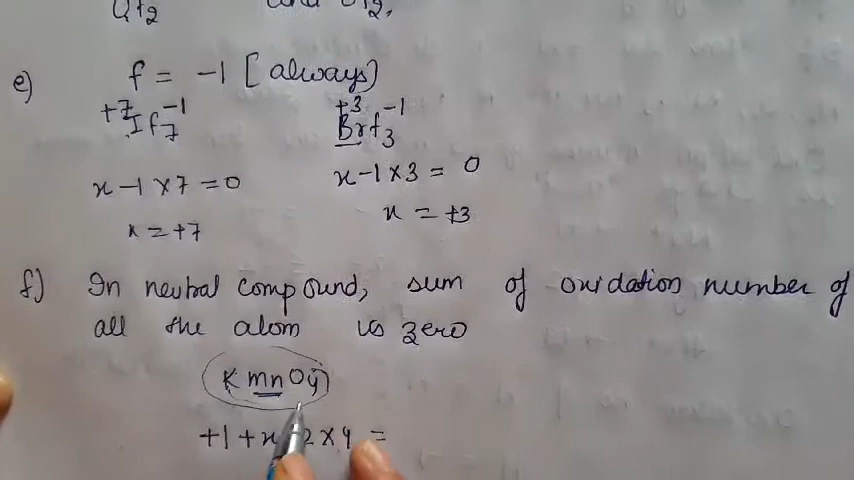 and
e) f = -1 [always]
+7 If7 -1 +3 Brf3 -1
x - 1 × 7 = 0 x - 1 × 3 = 0
x = +7 x = +3
f) In neutral compound, sum of oxidation number of
all the atom is zero
KmnO4
+1 + x 2 × 4 =